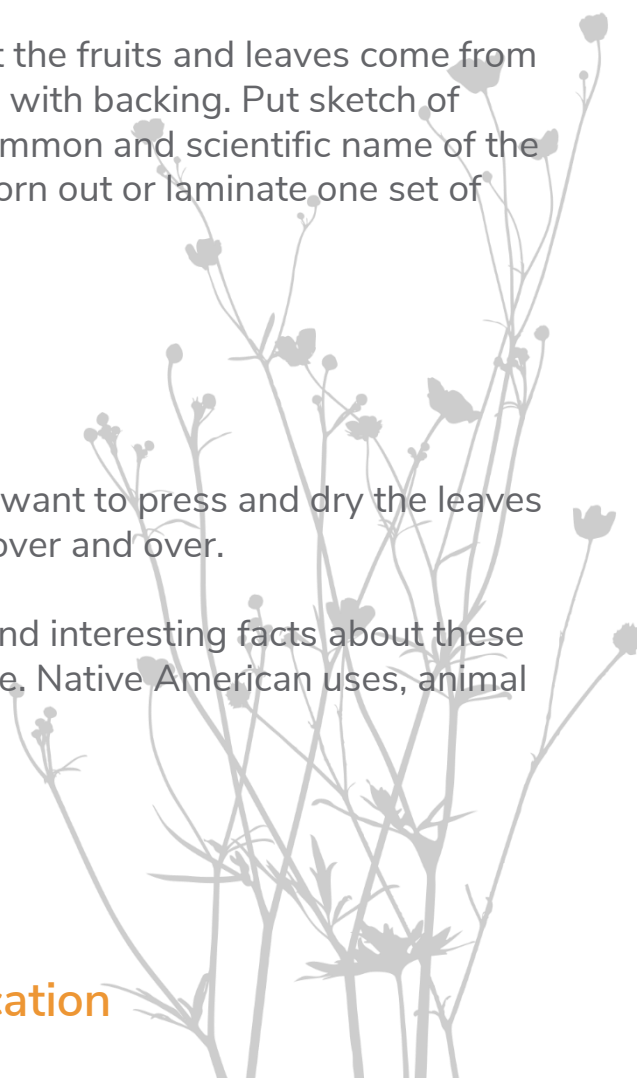 the fruits and leaves come from
with backing. Put sketch of
mmon and scientific name of the
orn out or laminate one set of
want to press and dry the leaves
over and over.
nd interesting facts about these
e. Native American uses, animal
cation